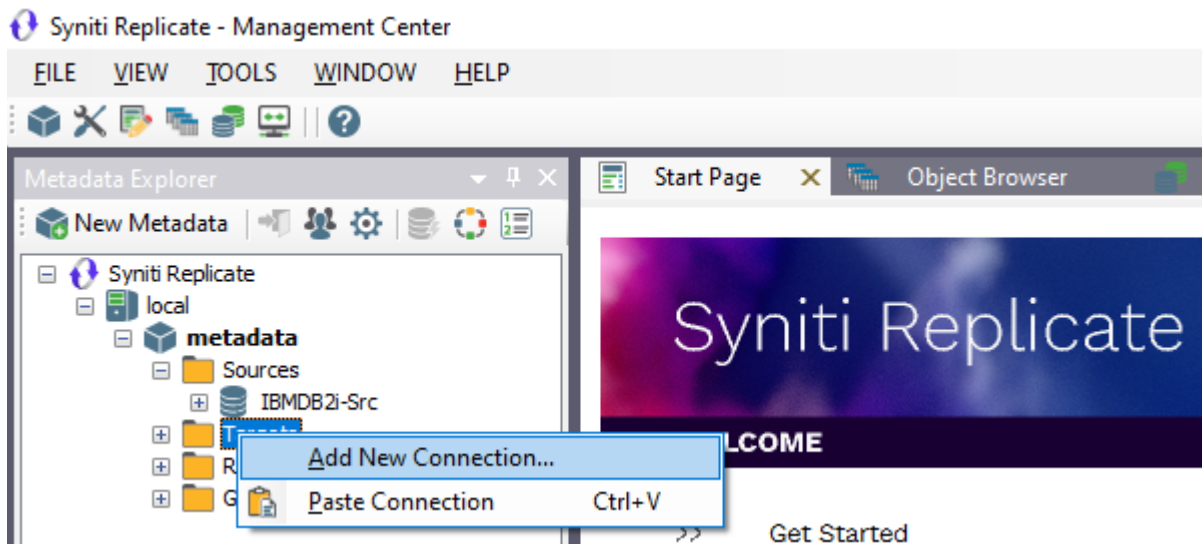 Syniti Replicate - Management Center
FILE VIEW TOOLS WINDOW HELP
Metadata Explorer
Start Page
Object Browser
New Metadata
Syniti Replicate
local
metadata
Sources
IBMDB2i-Src
R
G
Add New Connection...
Paste Connection Ctrl+V
Syniti Replicate
LCOME
>> Get Started